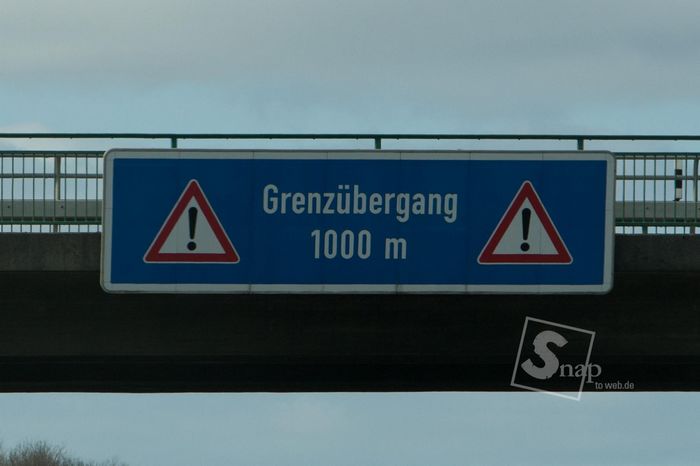 Grenzübergang
1000 m
Snap
to web.de